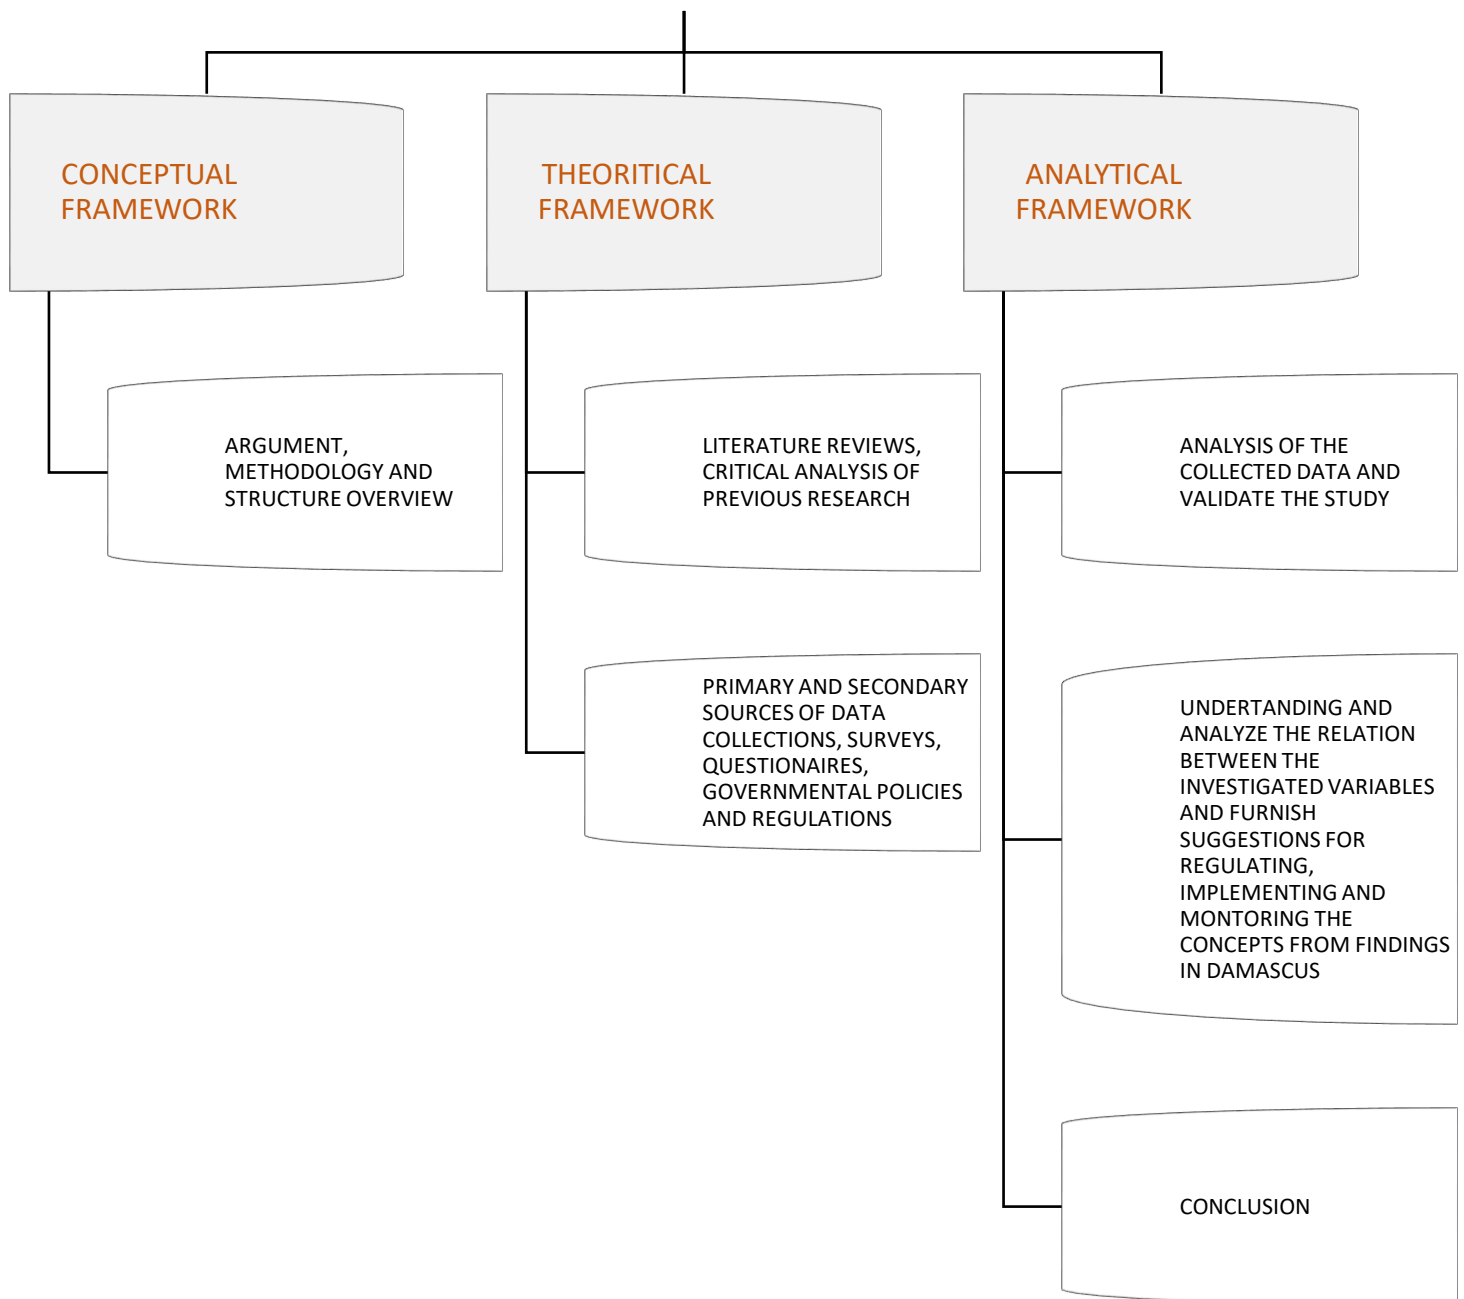 CONCEPTUAL
FRAMEWORK
ARGUMENT,
METHODOLOGY AND
STRUCTURE OVERVIEW
THEORITICAL
FRAMEWORK
LITERATURE REVIEWS,
CRITICAL ANALYSIS OF
PREVIOUS RESEARCH
PRIMARY AND SECONDARY
SOURCES OF DATA
COLLECTIONS, SURVEYS,
QUESTIONAIRES,
GOVERNMENTAL POLICIES
AND REGULATIONS
ANALYTICAL
FRAMEWORK
ANALYSIS OF THE
COLLECTED DATA AND
VALIDATE THE STUDY
UNDERTANDING AND
ANALYZE THE RELATION
BETWEEN THE
INVESTIGATED VARIABLES
AND FURNISH
SUGGESTIONS FOR
REGULATING,
IMPLEMENTING AND
MONTORING THE
CONCEPTS FROM FINDINGS
IN DAMASCUS
CONCLUSION